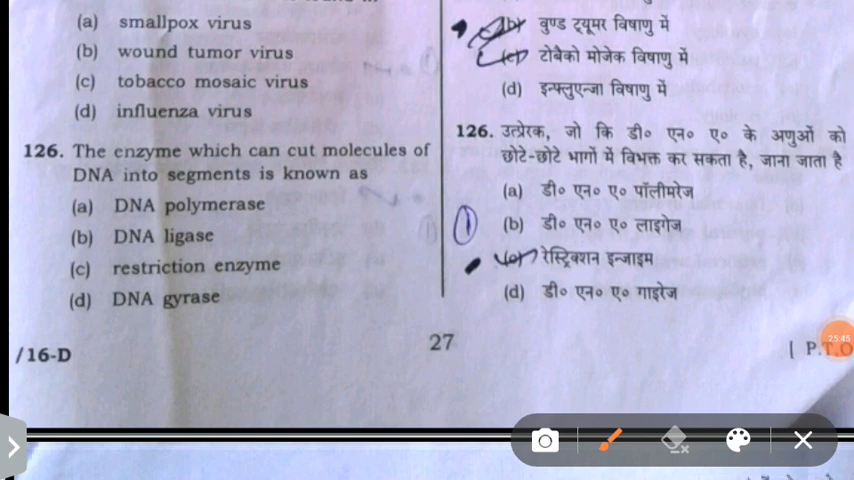 (a) smallpox virus
(b) wound tumor virus
(c) tobacco mosaic virus
(d) influenza virus
126. The enzyme which can cut molecules of
DNA into segments is known as
(a) DNA polymerase
(b) DNA ligase
(c) restriction enzyme
(d) DNA gyrase
/16-D
वुण्ड ट्यूमर विषाणु में
टोबैको मोजेक विषाणु में
(d) इन्फ्लुएन्जा विषाणु में
126. उत्प्रेरक, जो कि डी० एन० ए० के अणुओं को
छोटे-छोटे भागों में विभक्त कर सकता है, जाना जाता है
(a) डी० एन० ए० पॉलीमरेज
(b) डी० एन० ए० लाइगेज
रेस्ट्रिक्शन इन्जाइम
(d) डी० एन० ए० गाइरेज
27
[ P.T.O
25:45